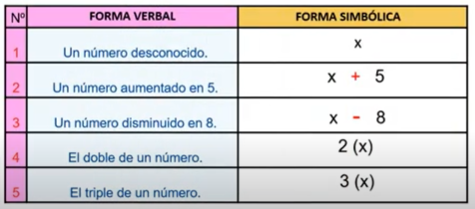 Nº FORMA VERBAL FORMA SIMBÓLICA
1 Un número desconocido. x
2 Un número aumentado en 5. x + 5
3 Un número disminuido en 8. x - 8
4 El doble de un número. 2 (x)
5 El triple de un número. 3 (x)